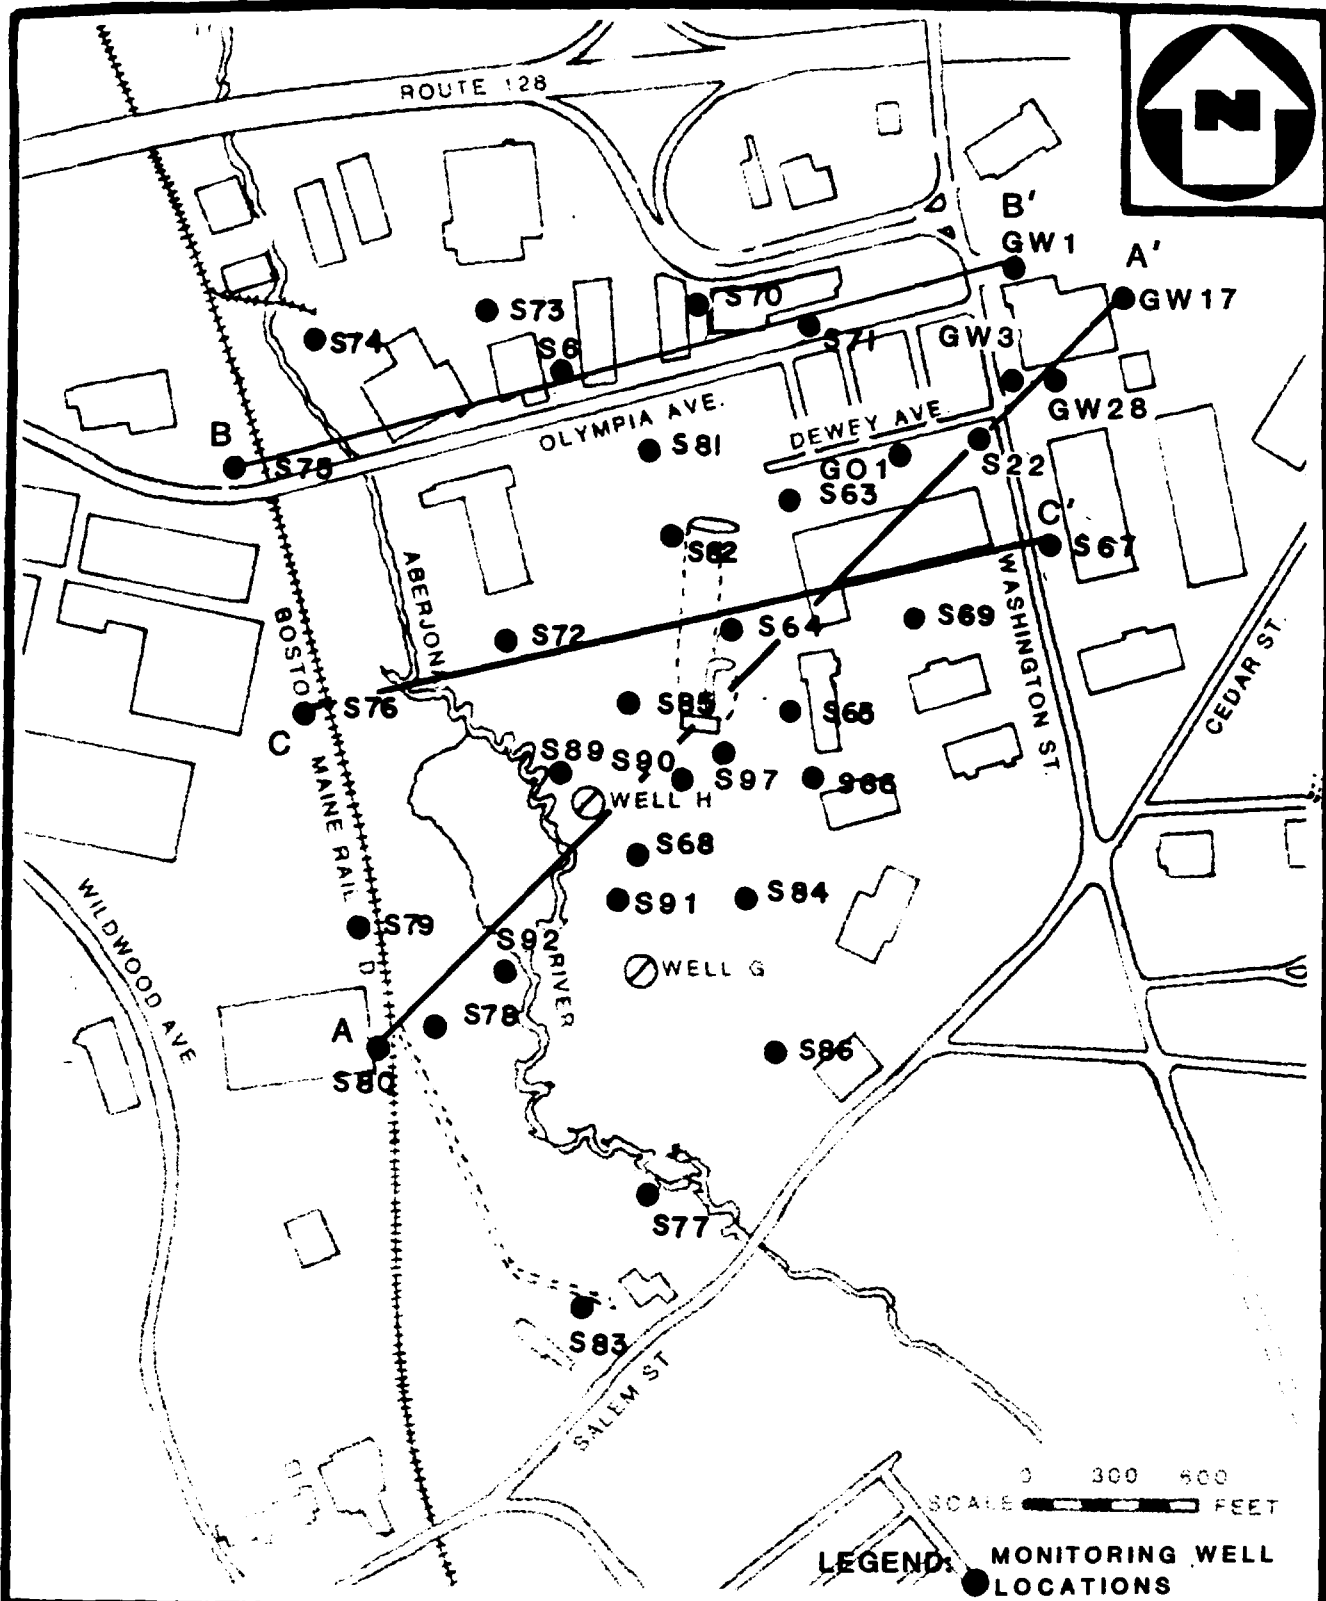 N
ROUTE 128
B'
GW1
A'
GW17
S70
S73
S71
GW3
S74
S6
GW28
OLYMPIA AVE.
DEWEY AVE.
B
S75
S81
GO1
S22
S63
C'
S82
S67
ABERJONA
WASHINGTON ST.
BOSTO
S72
S64
S69
CEDAR ST.
S76
S85
S65
C
MAINE RAIL
S89
S90
S97
WELL H
S68
S91
S84
WILDWOOD AVE
S79
S92
D
RIVER
WELL G
A
S78
S80
S86
S77
S83
SALEM ST
0 300 600
SCALE FEET
LEGEND:
MONITORING WELL
LOCATIONS